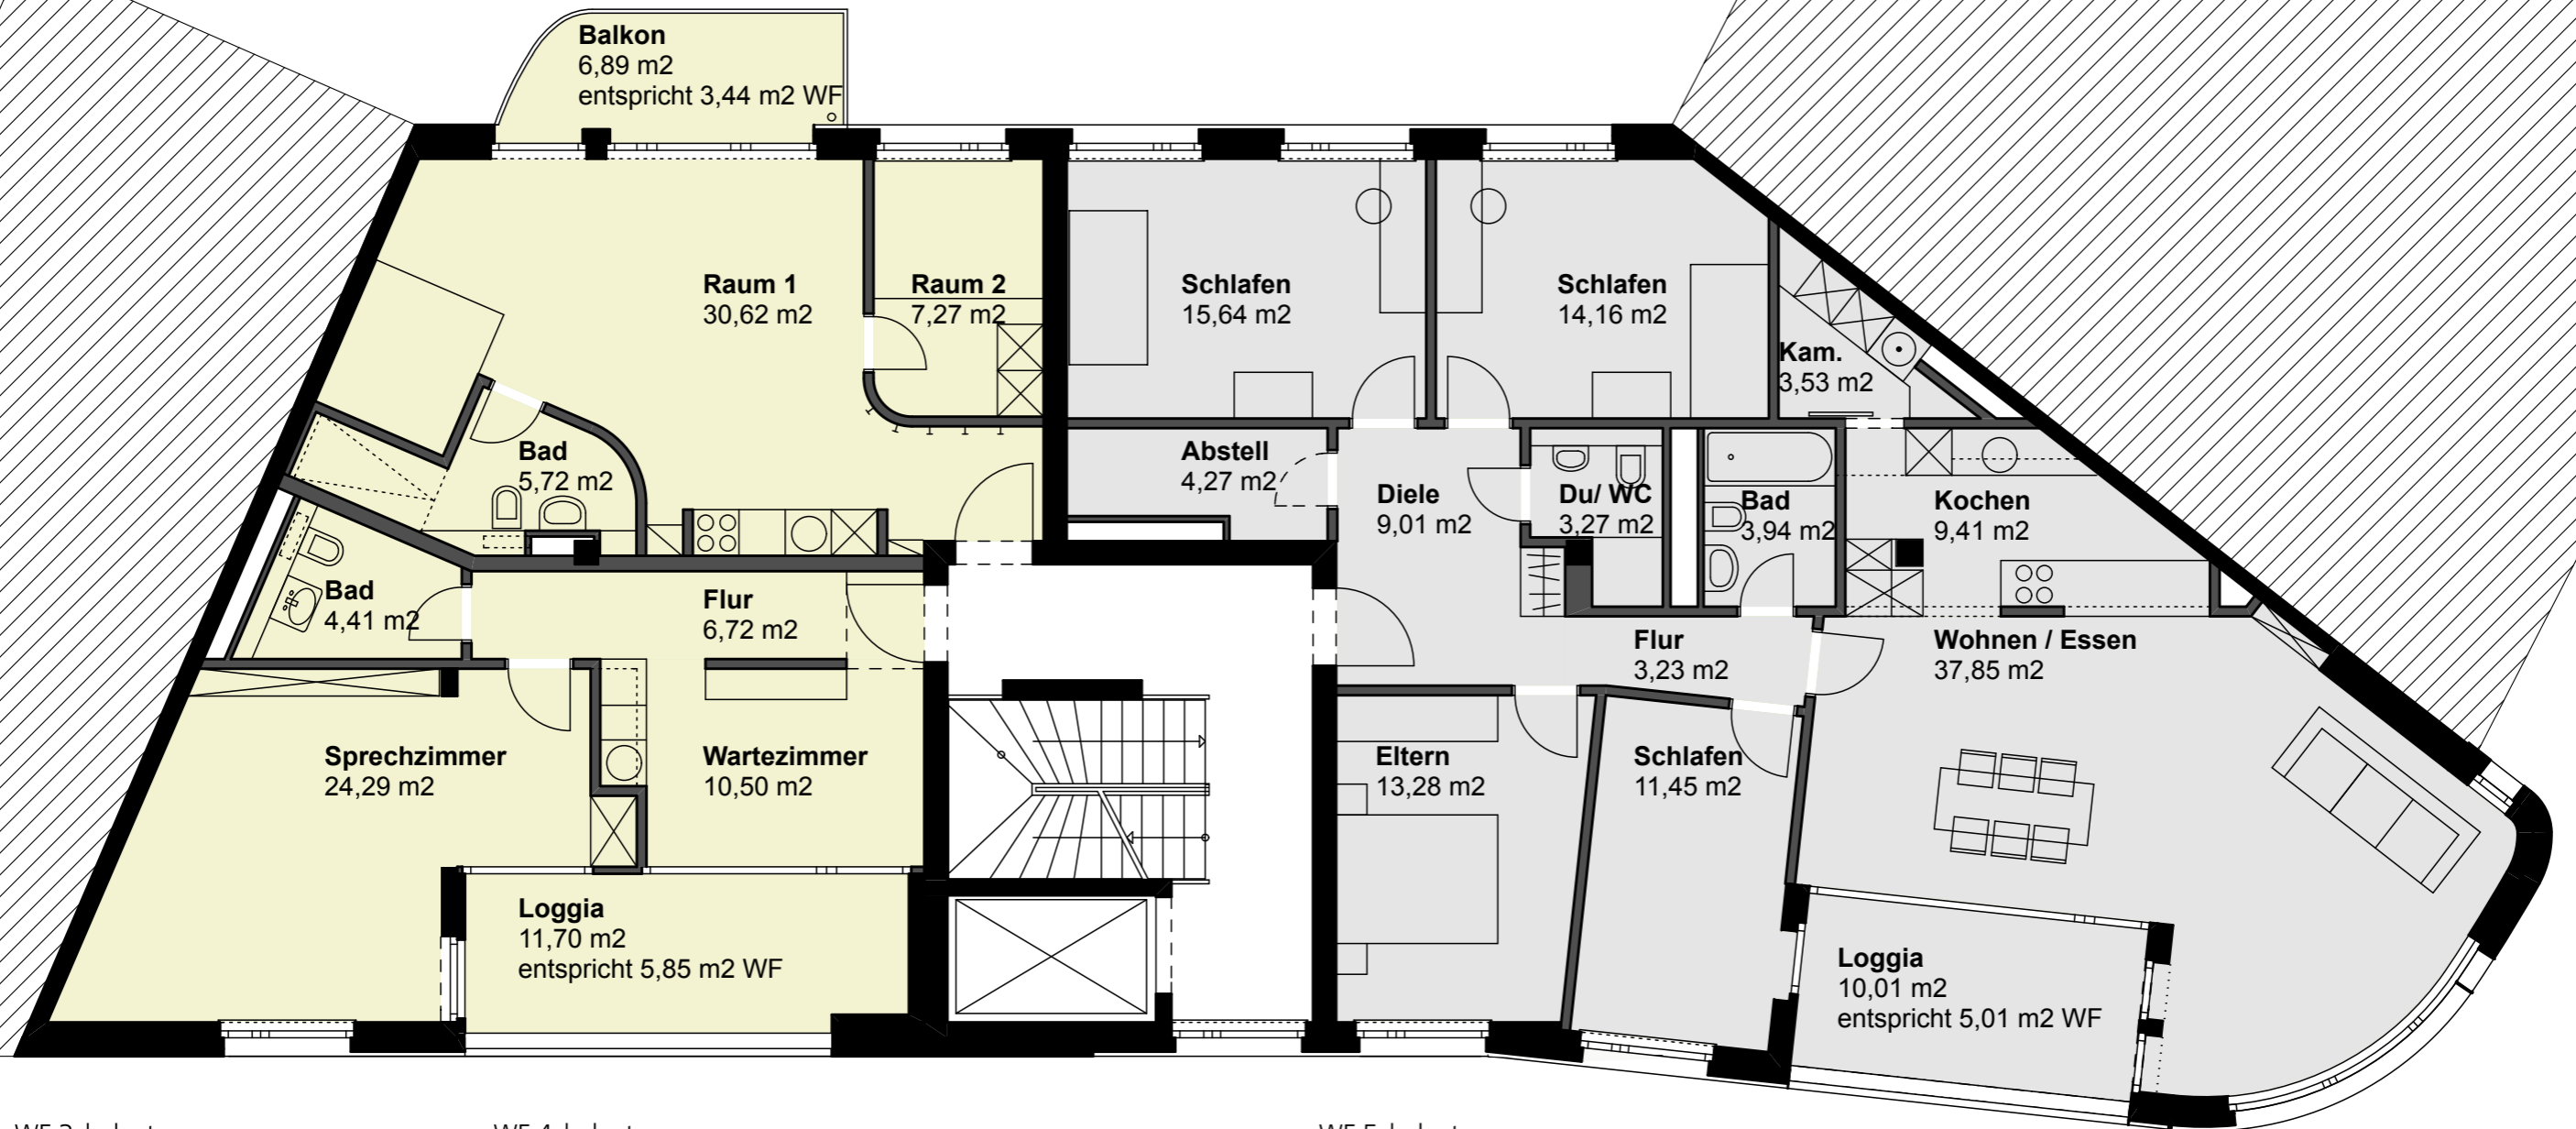 Balkon
6,89 m2
entspricht 3,44 m2 WF
Raum 1
30,62 m2
Raum 2
7,27 m2
Schlafen
15,64 m2
Schlafen
14,16 m2
Kam.
3,53 m2
Bad
5,72 m2
Abstell
4,27 m2
Diele
9,01 m2
Du/ WC
3,27 m2
Bad
3,94 m2
Kochen
9,41 m2
Bad
4,41 m2
Flur
6,72 m2
Flur
3,23 m2
Wohnen / Essen
37,85 m2
Sprechzimmer
24,29 m2
Wartezimmer
10,50 m2
Eltern
13,28 m2
Schlafen
11,45 m2
Loggia
11,70 m2
entspricht 5,85 m2 WF
Loggia
10,01 m2
entspricht 5,01 m2 WF